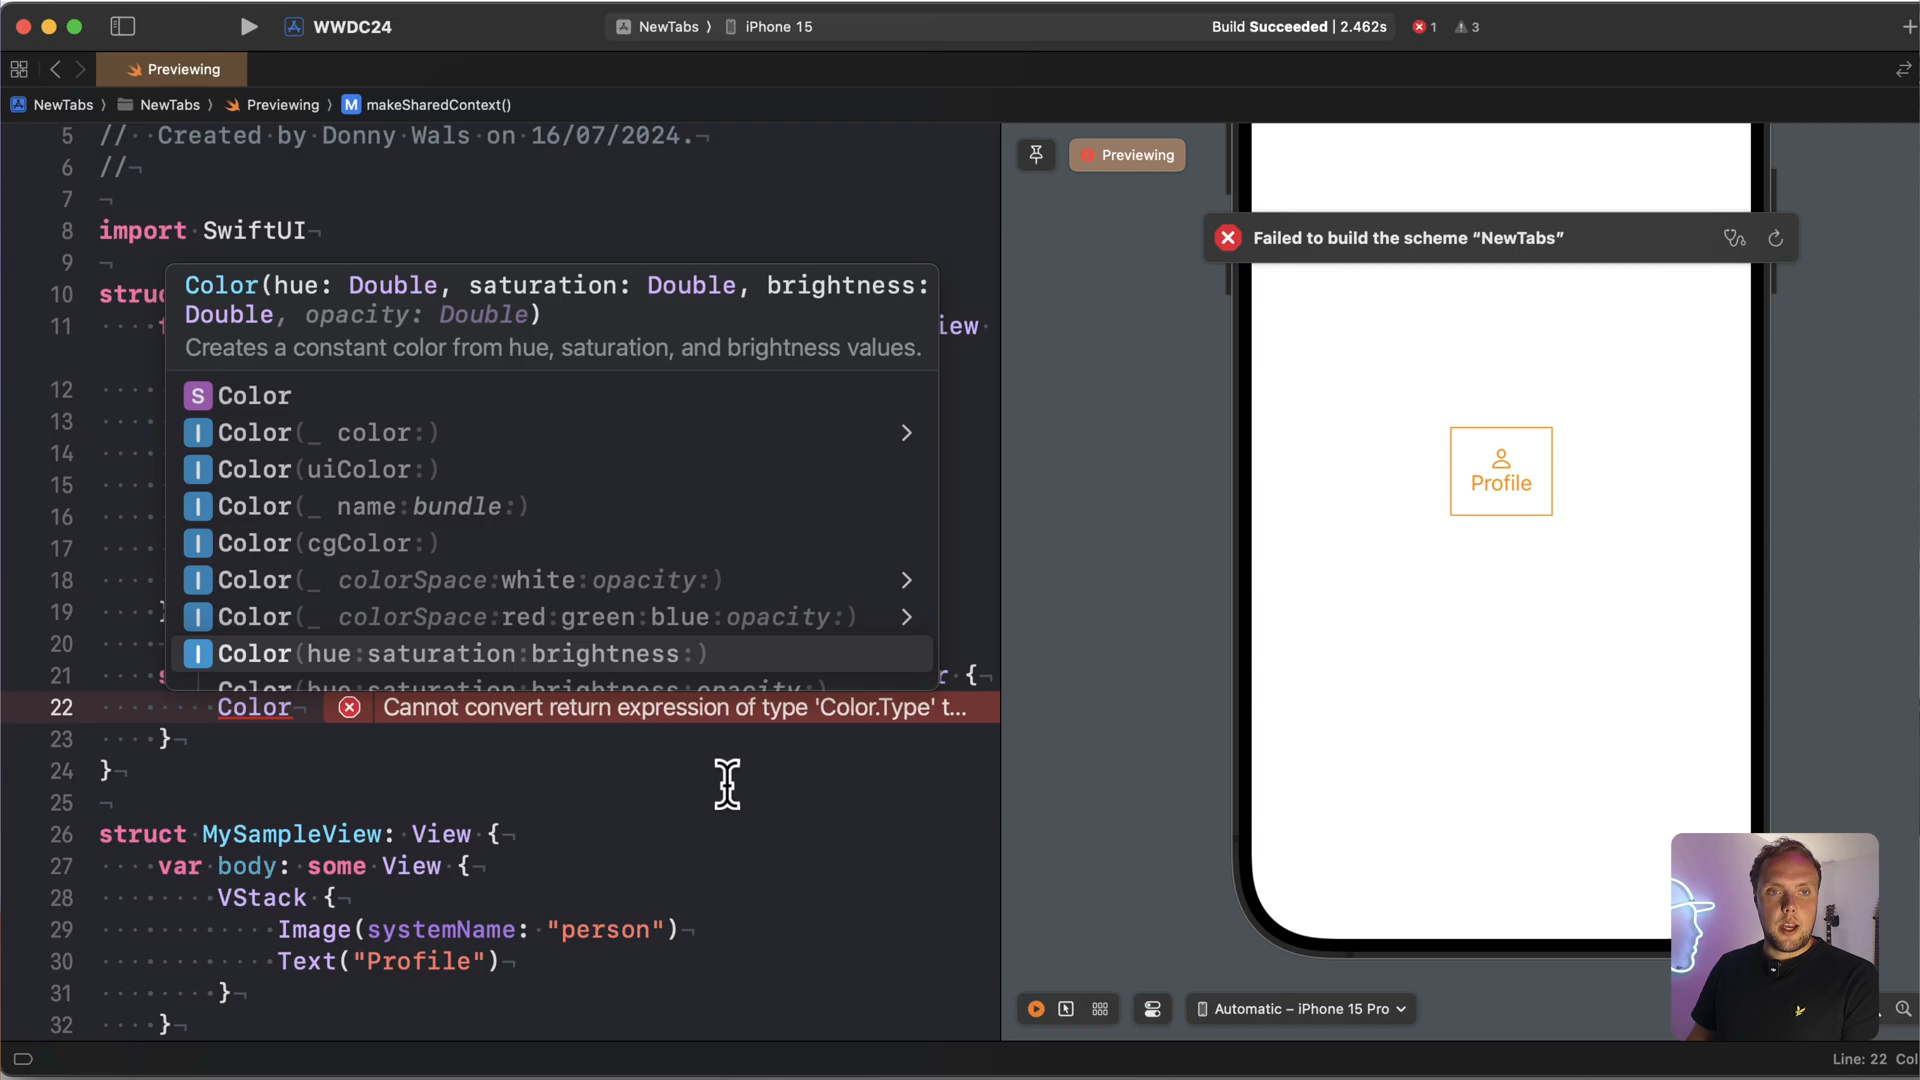 WWDC24
NewTabs 〉 iPhone 15
Build Succeeded | 2.462s
1
3
Previewing
NewTabs 〉 NewTabs 〉 Previewing 〉 M makeSharedContext()
5 // Created by Donny Wals on 16/07/2024.
6 //
7
8 import SwiftUI
9
10 struc
11
iew
Color(hue: Double, saturation: Double, brightness:
Double, opacity: Double)
Creates a constant color from hue, saturation, and brightness values.
S Color
12
I Color(_ color:)
13
I Color(uiColor:)
14
I Color(_ name:bundle:)
15
16
I Color(cgColor:)
17
I Color(_ colorSpace:white:opacity:)
18
I Color(_ colorSpace:red:green:blue:opacity:)
19 }
I Color(hue:saturation:brightness:)
20
Color(hue:saturation:brightness:opacity:)
21 s r {
22 Color Cannot convert return expression of type 'Color.Type' t...
23 }
24 }
25
26 struct MySampleView: View {
27 var body: some View {
28 VStack {
29 Image(systemName: "person")
30 Text("Profile")
31 }
32 }
Previewing
Failed to build the scheme “NewTabs”
Profile
Automatic – iPhone 15 Pro
Line: 22 Col